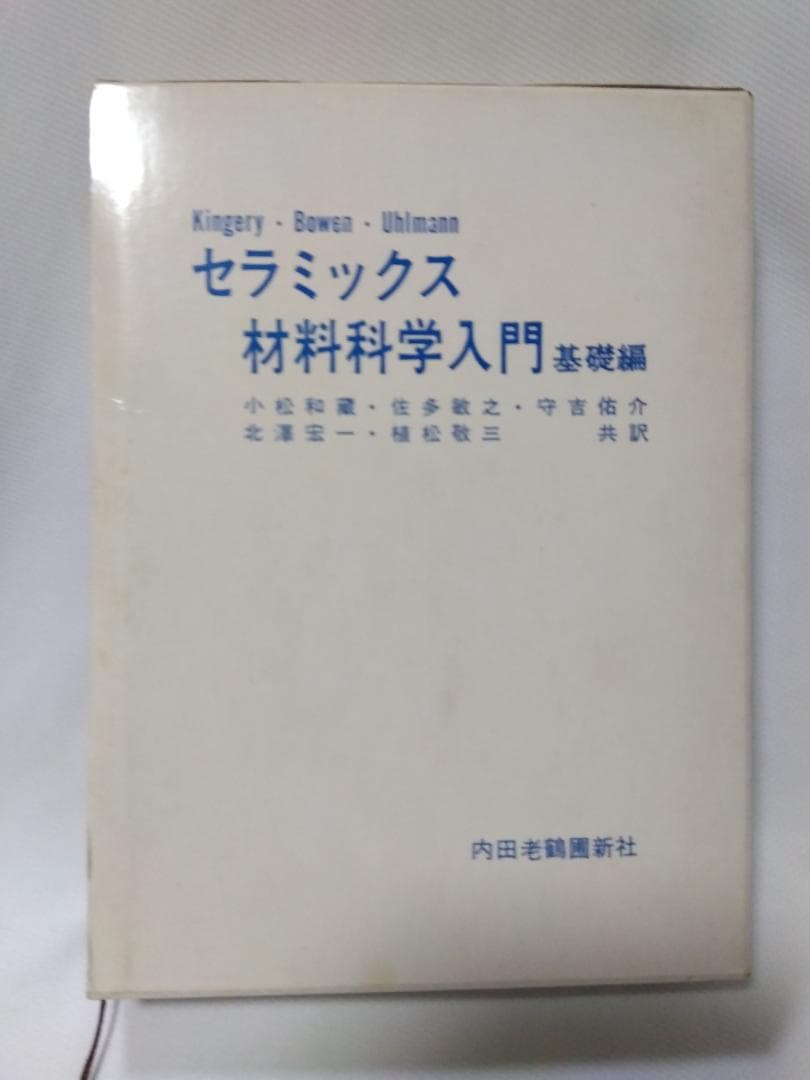 Kingery・Bowen・Uhlmann
セラミックス
材料科学入門 基礎編
小松和藏・佐多敏之・守吉佑介
北澤宏一・植松敬三 共訳
内田老鶴圃新社